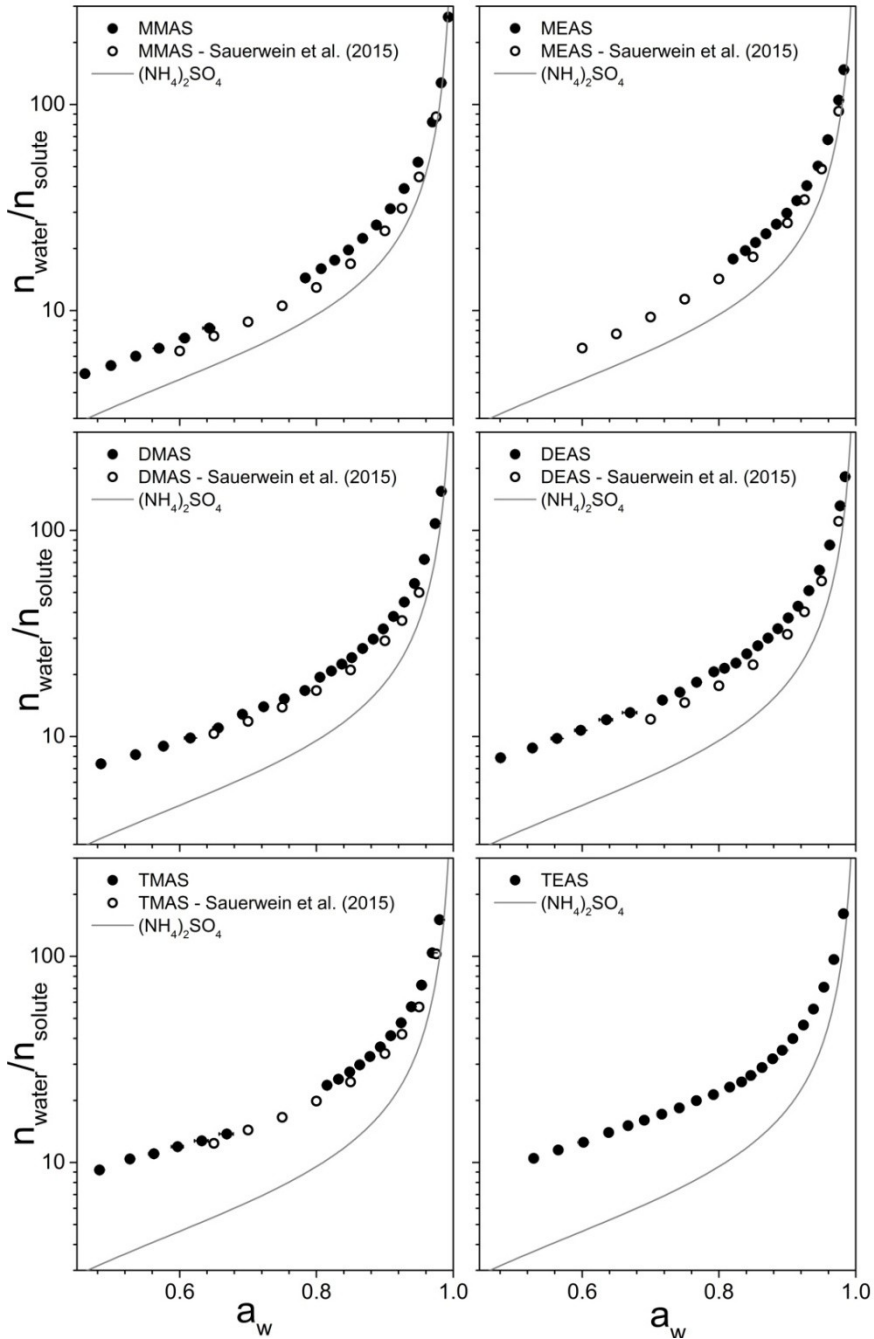 MMAS
MMAS - Sauerwein et al. (2015)
(NH₄)₂SO₄
MEAS
MEAS - Sauerwein et al. (2015)
(NH₄)₂SO₄
100
10
n_water/n_solute
DMAS
DMAS - Sauerwein et al. (2015)
(NH₄)₂SO₄
DEAS
DEAS - Sauerwein et al. (2015)
(NH₄)₂SO₄
100
10
n_water/n_solute
TMAS
TMAS - Sauerwein et al. (2015)
(NH₄)₂SO₄
TEAS
(NH₄)₂SO₄
100
10
n_water/n_solute
0.6 0.8 1.0 0.6 0.8 1.0
a_w a_w